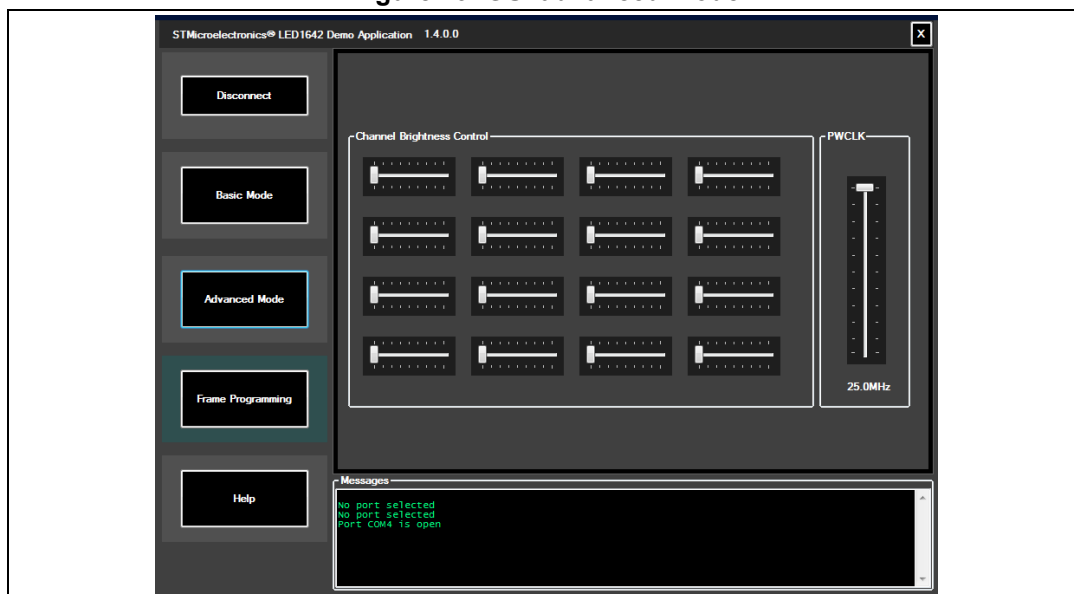 STMicroelectronics® LED1642 Demo Application 1.4.0.0
X
Disconnect
Basic Mode
Advanced Mode
Frame Programming
Help
Channel Brightness Control
PWCLK
25.0MHz
Messages
No port selected
No port selected
Port COM4 is open